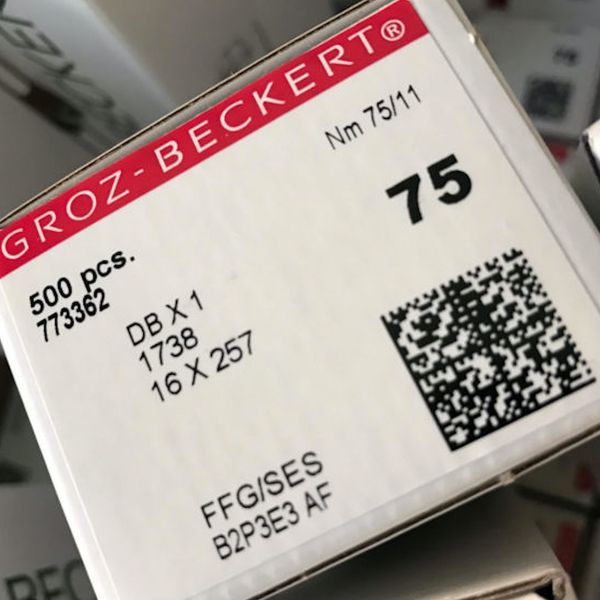 GROZ-BECKERT®
Nm 75/11
75
500 pcs.
773362
DB X 1
1738
16 X 257
FFG/SES
B2P3E3 AF